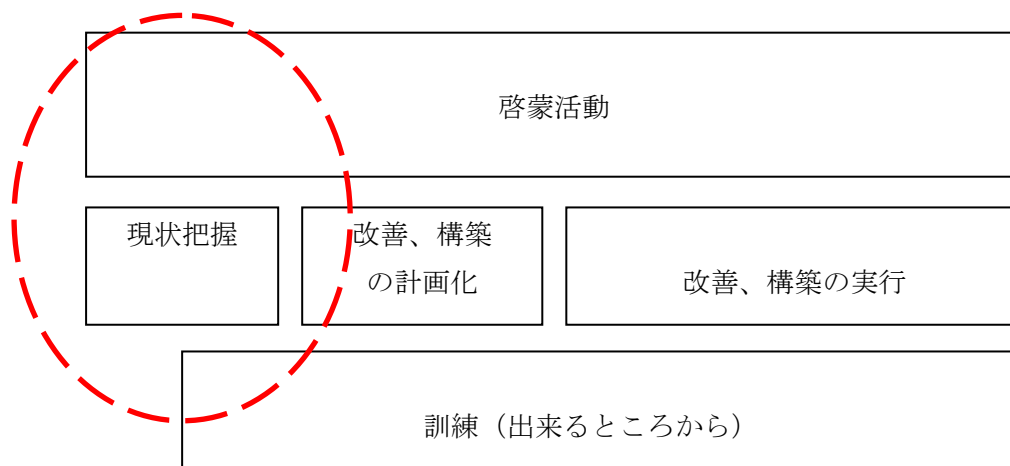 啓蒙活動
現状把握
改善、構築
の計画化
改善、構築の実行
訓練（出来るところから）